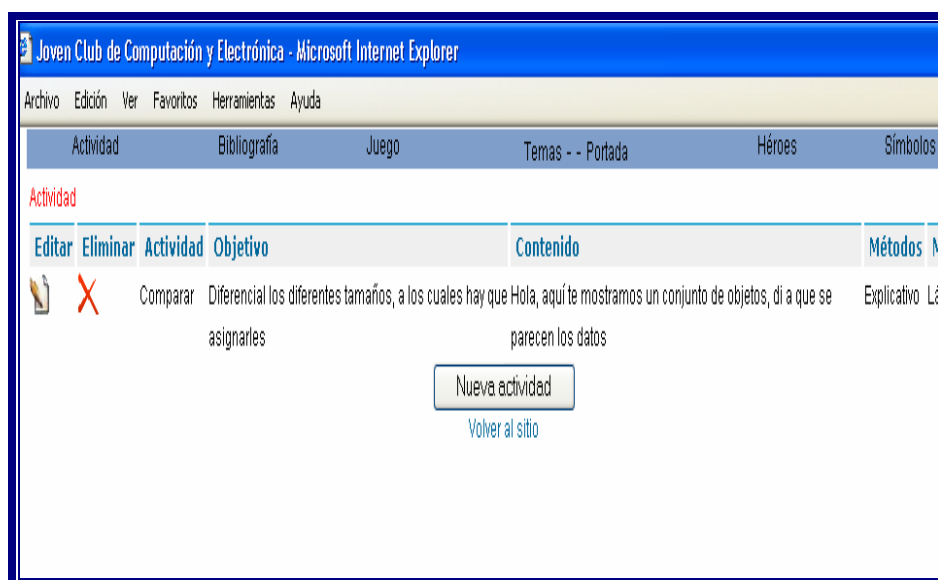 Joven Club de Computación y Electrónica - Microsoft Internet Explorer
Archivo Edición Ver Favoritos Herramientas Ayuda
Actividad Bibliografía Juego Temas - - Portada Héroes Símbolos
Actividad
Editar Eliminar Actividad Objetivo Contenido Métodos
Comparar Diferencial los diferentes tamaños, a los cuales hay que Hola, aquí te mostramos un conjunto de objetos, di a que se Explicativo
asignarles parecen los datos
Nueva actividad
Volver al sitio